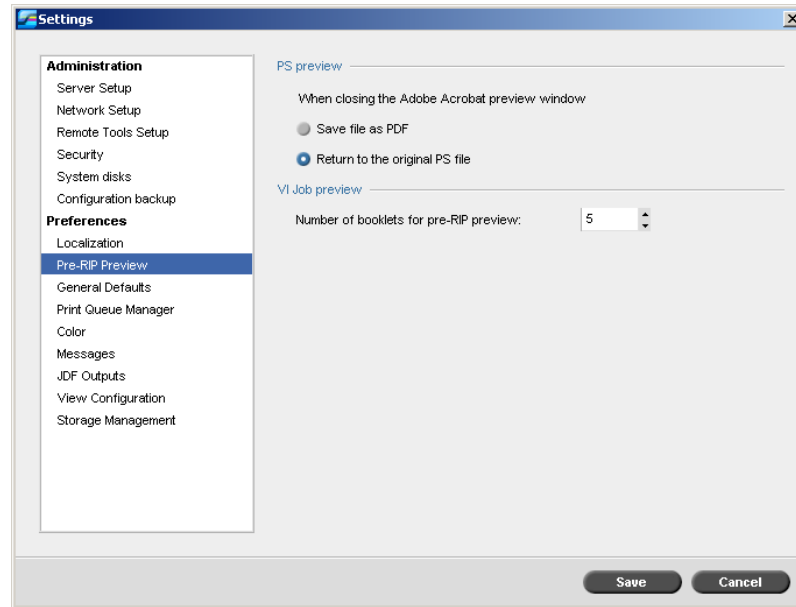 Settings
Administration
Server Setup
Network Setup
Remote Tools Setup
Security
System disks
Configuration backup
Preferences
Localization
Pre-RIP Preview
General Defaults
Print Queue Manager
Color
Messages
JDF Outputs
View Configuration
Storage Management
PS preview
When closing the Adobe Acrobat preview window
Save file as PDF
Return to the original PS file
VI Job preview
Number of booklets for pre-RIP preview: 5
Save Cancel